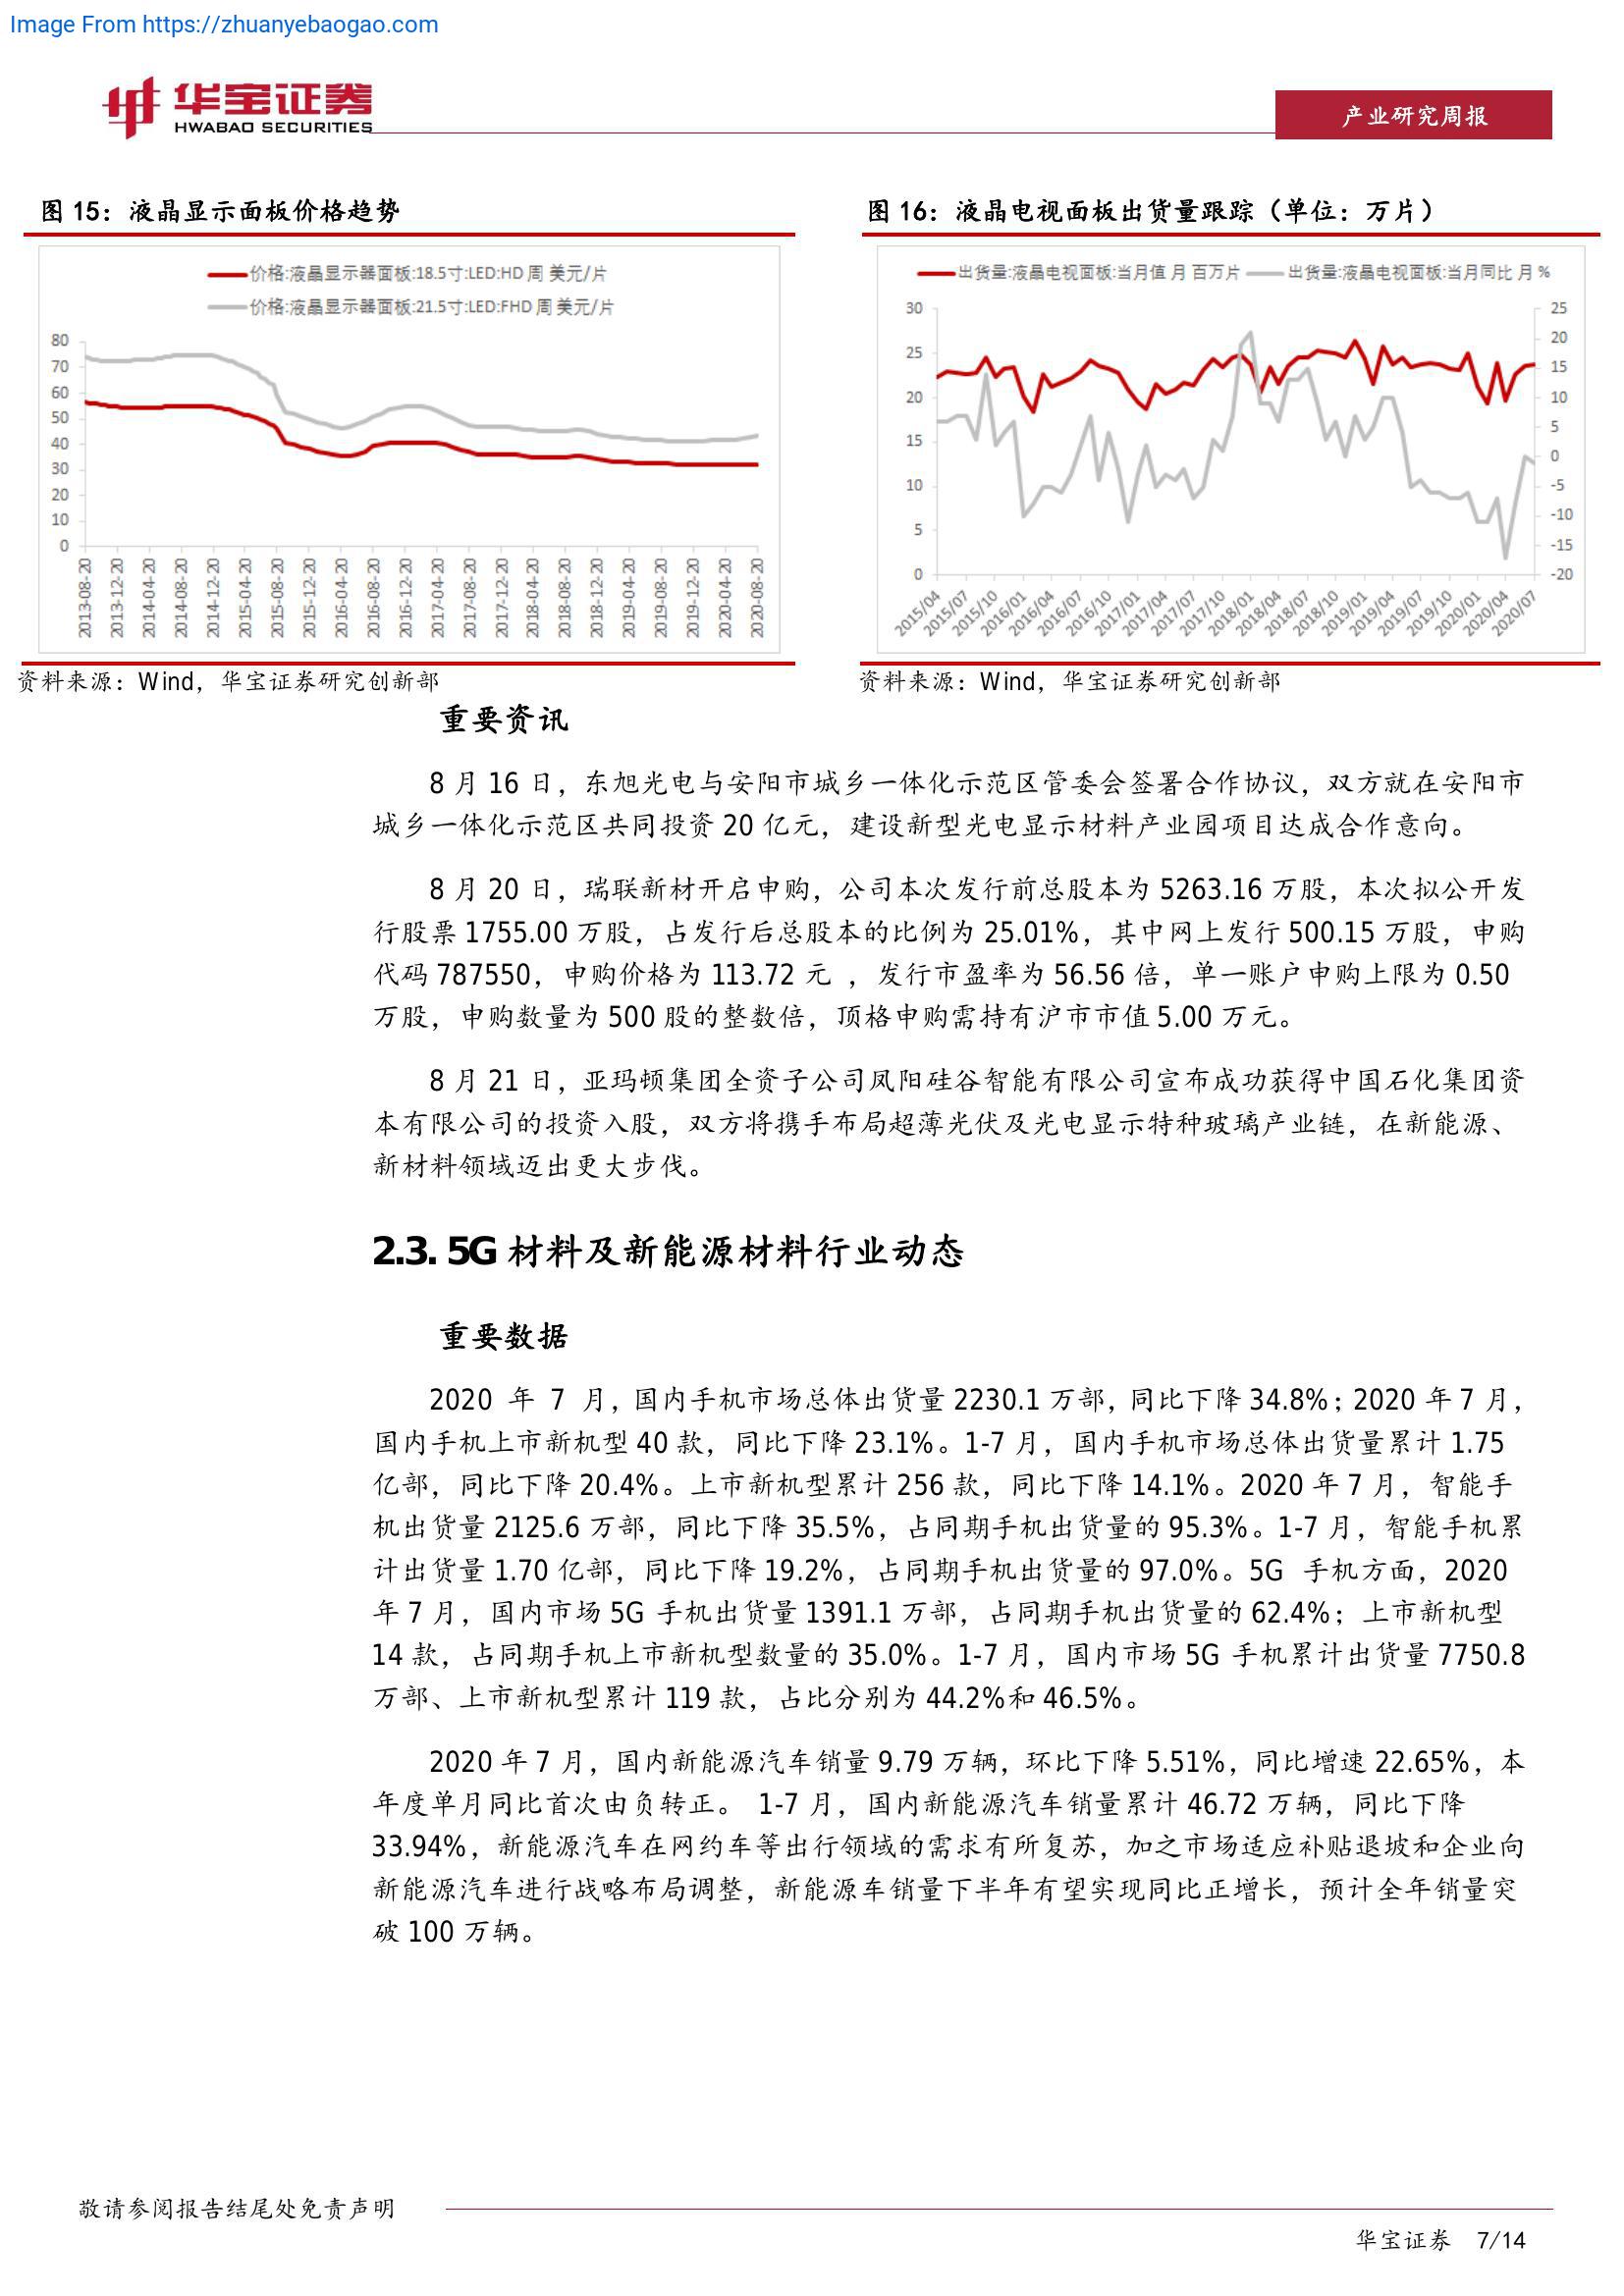 Image From https://zhuanyebaogao.com
华宝证券
HWABAO SECURITIES
产业研究周报
图 15：液晶显示面板价格趋势
价格:液晶显示器面板:18.5寸:LED:HD 周 美元/片
价格:液晶显示器面板:21.5寸:LED:FHD 周 美元/片
80
70
60
50
40
30
20
10
0
2013-08-20
2013-12-20
2014-04-20
2014-08-20
2014-12-20
2015-04-20
2015-08-20
2015-12-20
2016-04-20
2016-08-20
2016-12-20
2017-04-20
2017-08-20
2017-12-20
2018-04-20
2018-08-20
2018-12-20
2019-04-20
2019-08-20
2019-12-20
2020-04-20
2020-08-20
资料来源：Wind，华宝证券研究创新部
图 16：液晶电视面板出货量跟踪（单位：万片）
出货量:液晶电视面板:当月值 月 百万片
出货量:液晶电视面板:当月同比 月 %
30
25
20
15
10
5
0
25
20
15
10
5
0
-5
-10
-15
-20
2015/04
2015/07
2015/10
2016/01
2016/04
2016/07
2016/10
2017/01
2017/04
2017/07
2017/10
2018/01
2018/04
2018/07
2018/10
2019/01
2019/04
2019/07
2019/10
2020/01
2020/04
2020/07
资料来源：Wind，华宝证券研究创新部
重要资讯
8 月 16 日，东旭光电与安阳市城乡一体化示范区管委会签署合作协议，双方就在安阳市
城乡一体化示范区共同投资 20 亿元，建设新型光电显示材料产业园项目达成合作意向。
8 月 20 日，瑞联新材开启申购，公司本次发行前总股本为 5263.16 万股，本次拟公开发
行股票 1755.00 万股，占发行后总股本的比例为 25.01%，其中网上发行 500.15 万股，申购
代码 787550，申购价格为 113.72 元 ，发行市盈率为 56.56 倍，单一账户申购上限为 0.50
万股，申购数量为 500 股的整数倍，顶格申购需持有沪市市值 5.00 万元。
8 月 21 日，亚玛顿集团全资子公司凤阳硅谷智能有限公司宣布成功获得中国石化集团资
本有限公司的投资入股，双方将携手布局超薄光伏及光电显示特种玻璃产业链，在新能源、
新材料领域迈出更大步伐。
2.3. 5G 材料及新能源材料行业动态
重要数据
2020 年 7 月，国内手机市场总体出货量 2230.1 万部，同比下降 34.8%；2020 年 7 月，
国内手机上市新机型 40 款，同比下降 23.1%。1-7 月，国内手机市场总体出货量累计 1.75
亿部，同比下降 20.4%。上市新机型累计 256 款，同比下降 14.1%。2020 年 7 月，智能手
机出货量 2125.6 万部，同比下降 35.5%，占同期手机出货量的 95.3%。1-7 月，智能手机累
计出货量 1.70 亿部，同比下降 19.2%，占同期手机出货量的 97.0%。5G 手机方面，2020
年 7 月，国内市场 5G 手机出货量 1391.1 万部，占同期手机出货量的 62.4%；上市新机型
14 款，占同期手机上市新机型数量的 35.0%。1-7 月，国内市场 5G 手机累计出货量 7750.8
万部、上市新机型累计 119 款，占比分别为 44.2%和 46.5%。
2020 年 7 月，国内新能源汽车销量 9.79 万辆，环比下降 5.51%，同比增速 22.65%，本
年度单月同比首次由负转正。 1-7 月，国内新能源汽车销量累计 46.72 万辆，同比下降
33.94%，新能源汽车在网约车等出行领域的需求有所复苏，加之市场适应补贴退坡和企业向
新能源汽车进行战略布局调整，新能源车销量下半年有望实现同比正增长，预计全年销量突
破 100 万辆。
敬请参阅报告结尾处免责声明
华宝证券 7/14